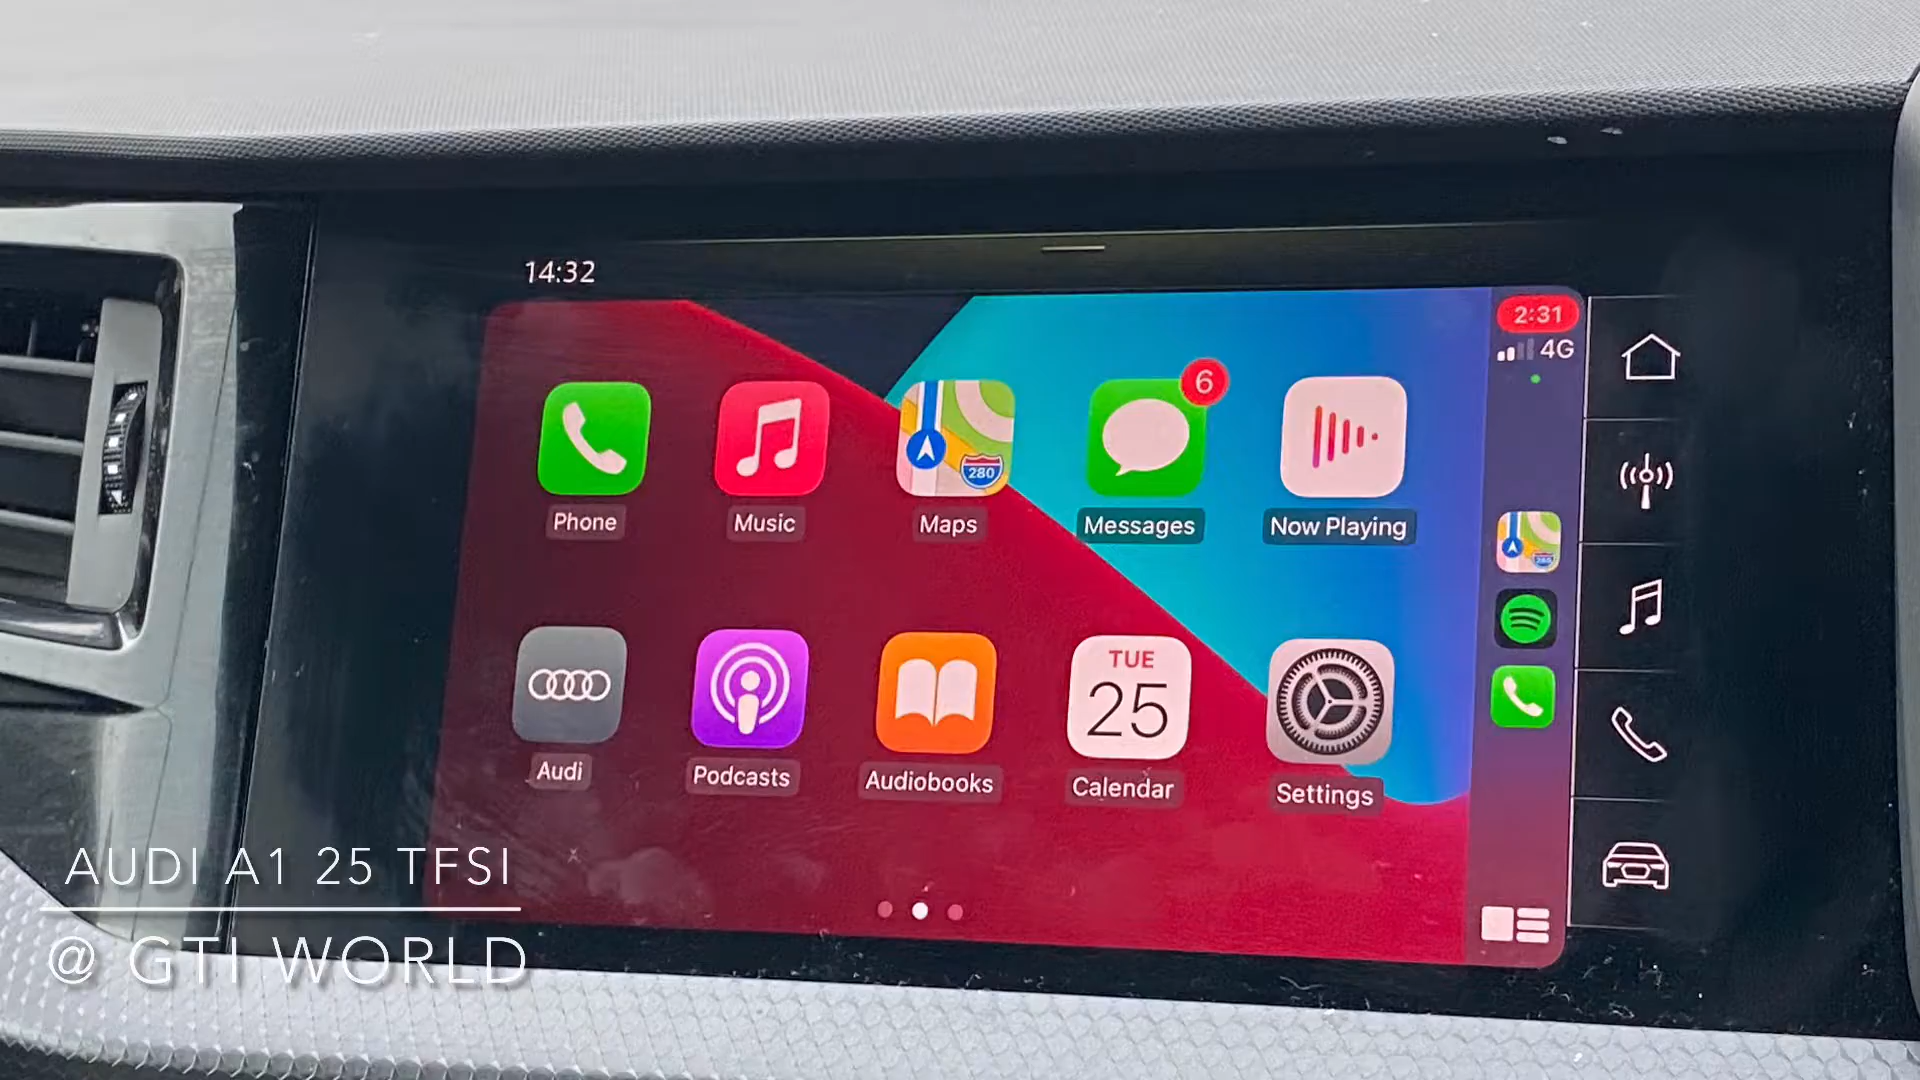 14:32
2:31
4G
6
280
Phone
Music
Maps
Messages
Now Playing
TUE
25
Audi
Podcasts
Audiobooks
Calendar
Settings
AUDI A1 25 TFSI
@ GTI WORLD